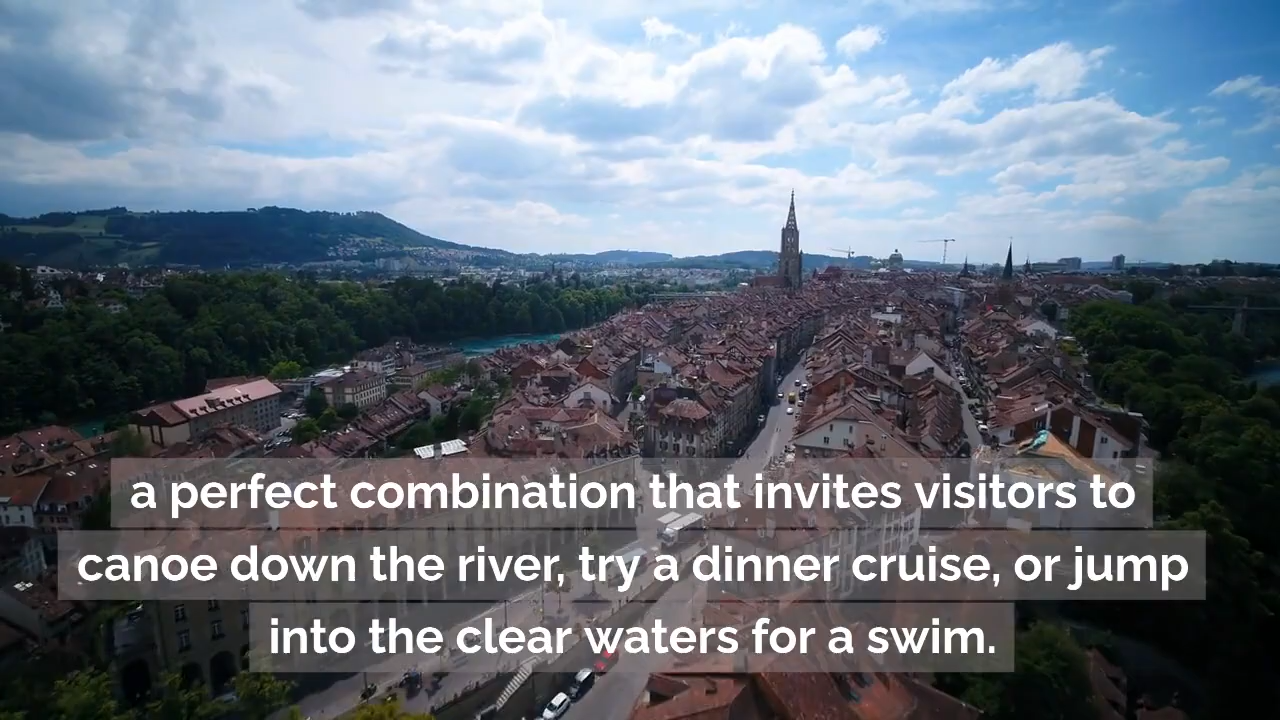 a perfect combination that invites visitors to
canoe down the river, try a dinner cruise, or jump
into the clear waters for a swim.